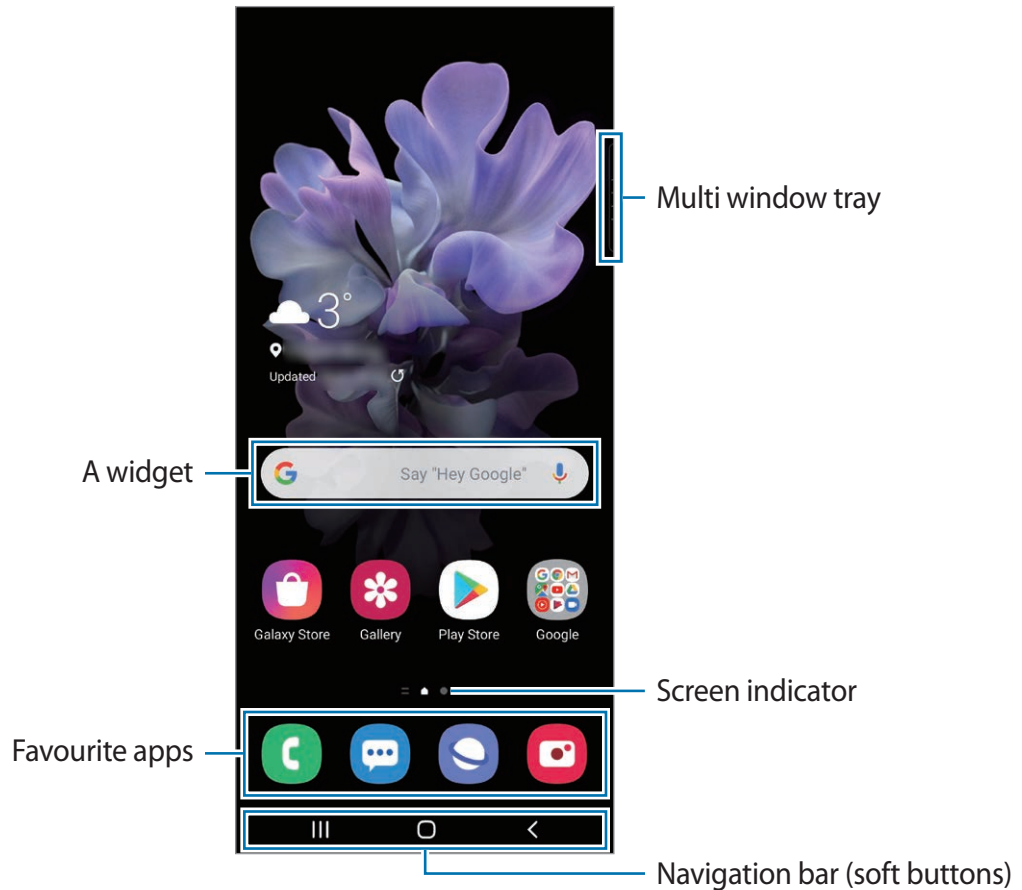 Multi window tray
3°
Updated
A widget
Say "Hey Google"
Galaxy Store
Gallery
Play Store
Google
Screen indicator
Favourite apps
Navigation bar (soft buttons)